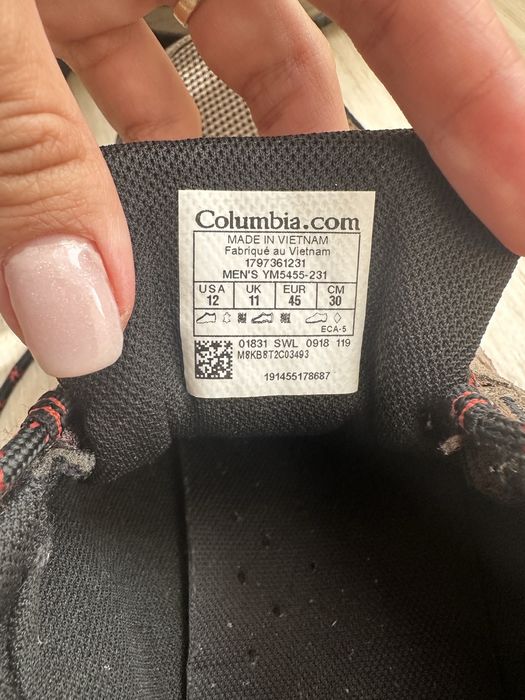 Columbia.com
MADE IN VIETNAM
Fabriqué au Vietnam
1797361231
MEN'S YM5455-231
USA UK EUR CM
12 11 45 30
ECA-5
01831 SWL 0918 119
M8KB8T2C03493
191455178687